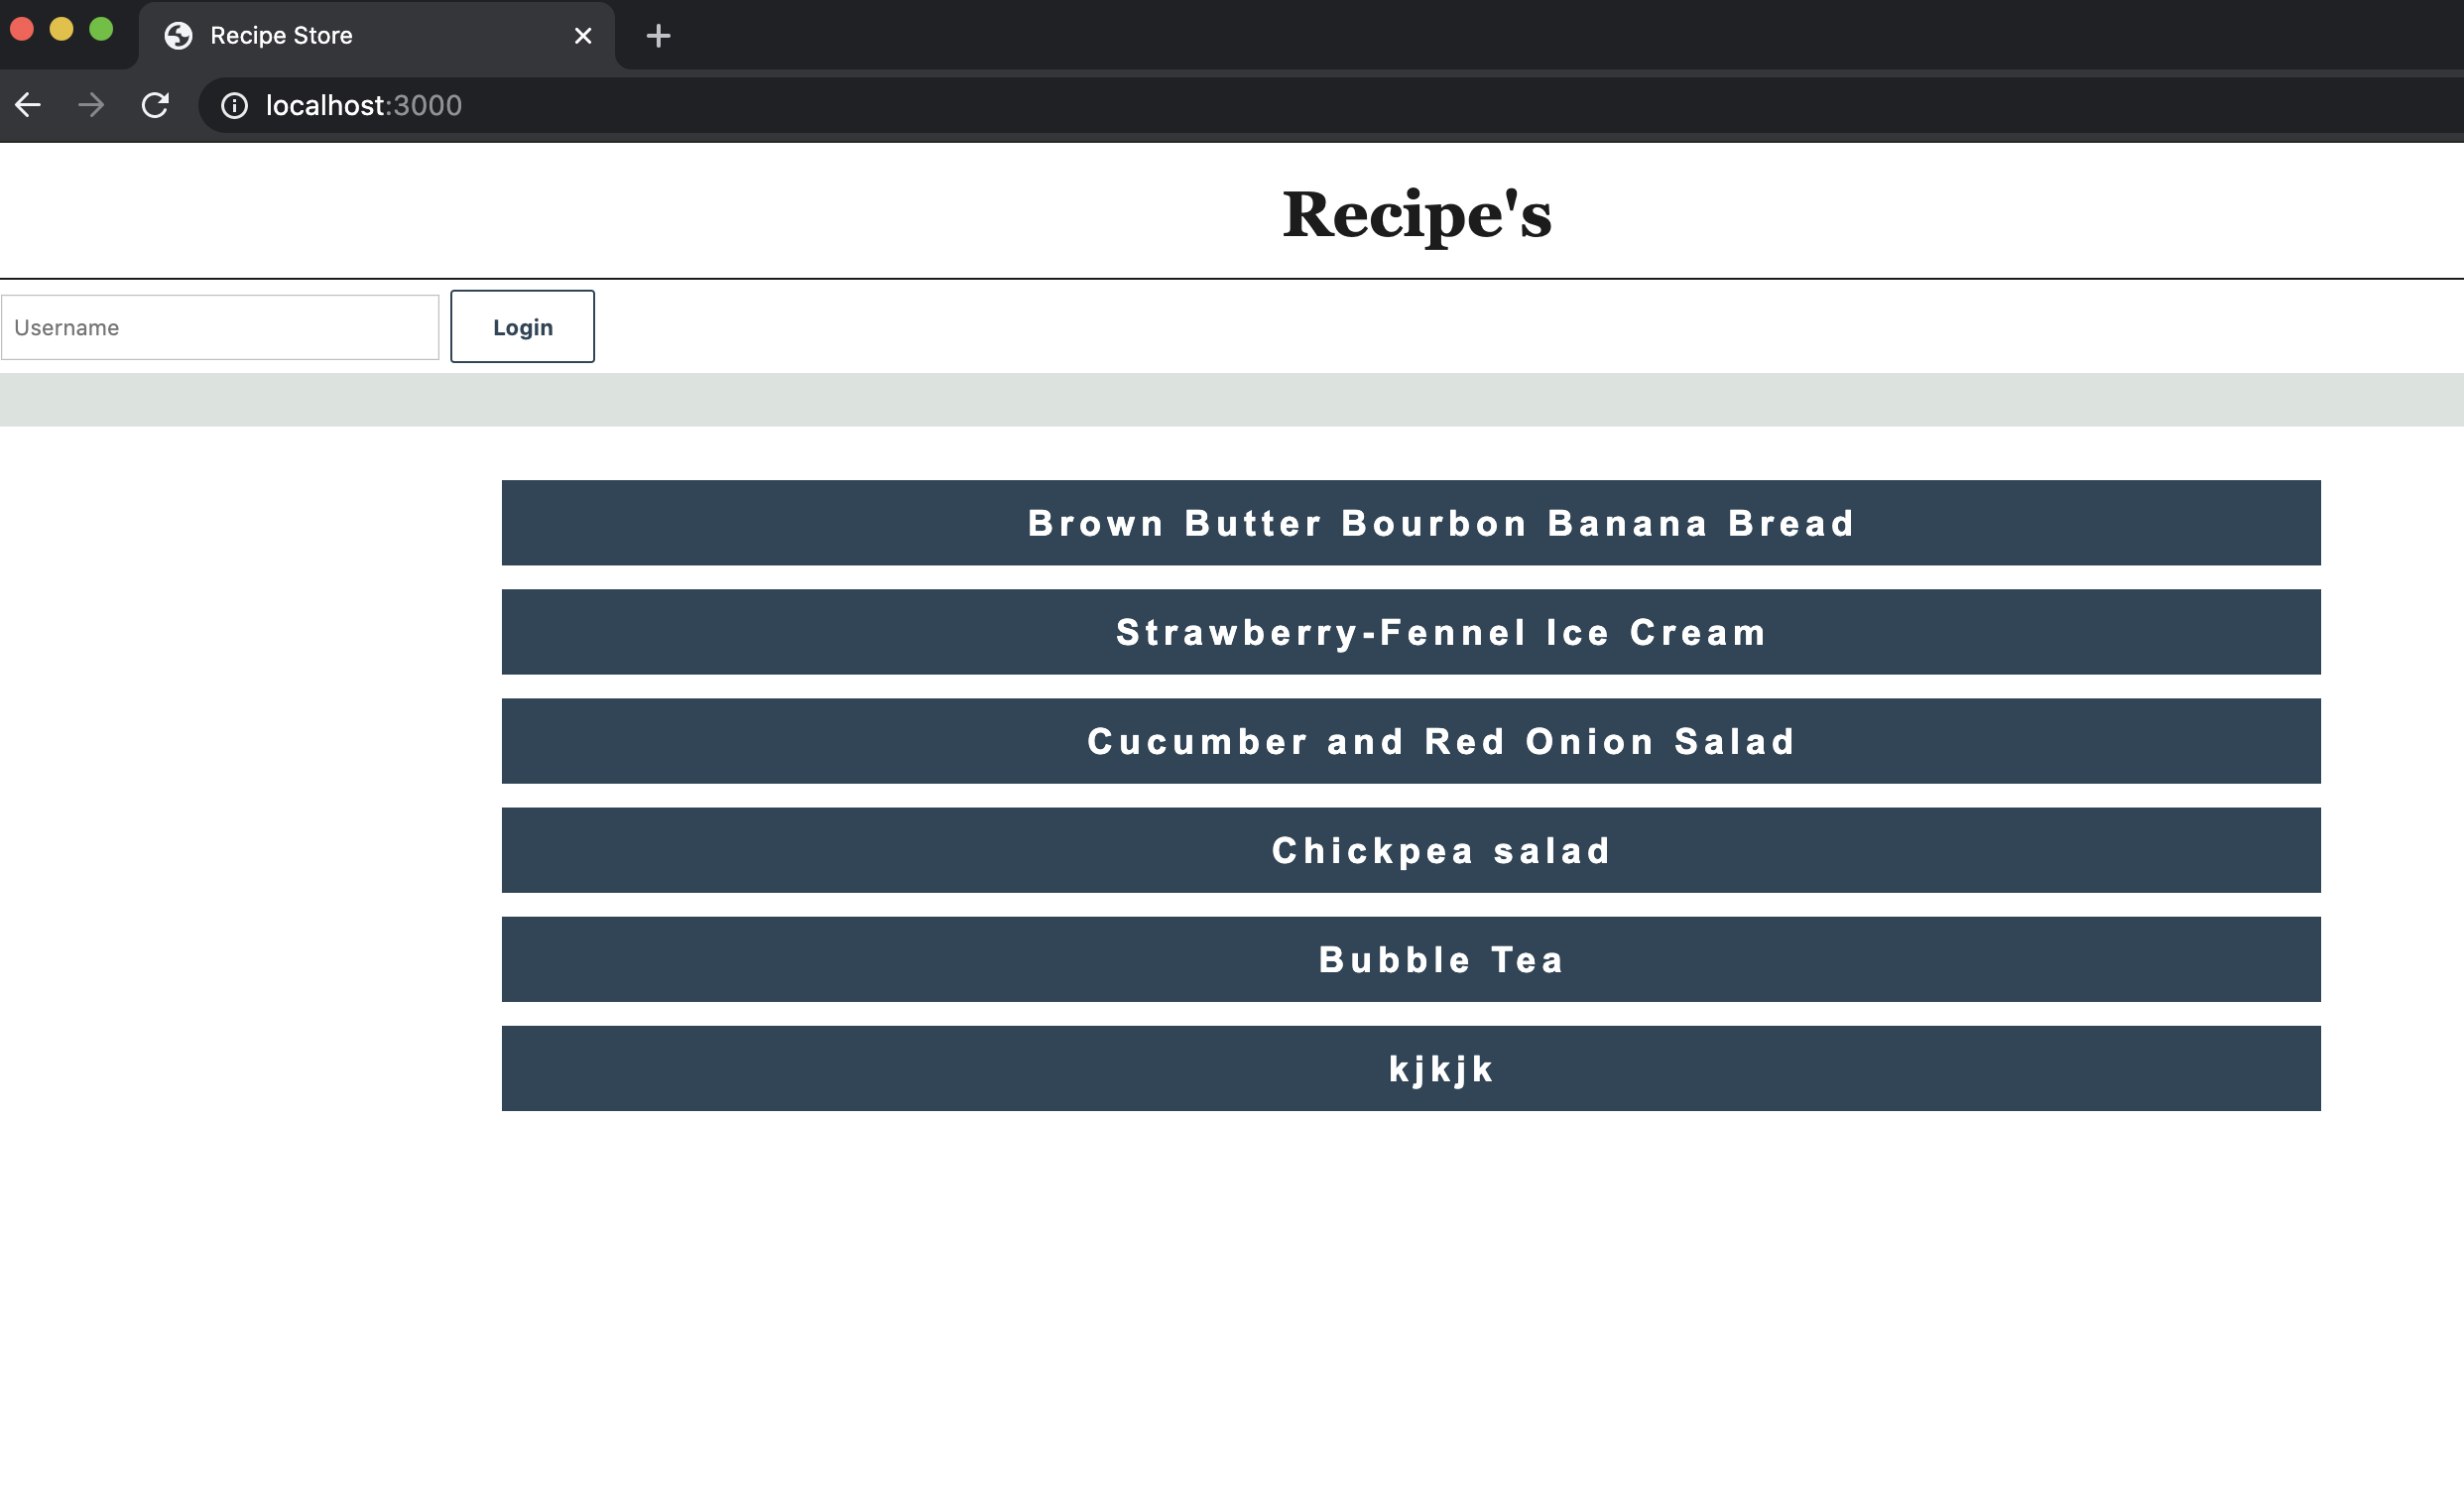 Recipe Store
localhost:3000
Recipe's
Username
Login
Brown Butter Bourbon Banana Bread
Strawberry-Fennel Ice Cream
Cucumber and Red Onion Salad
Chickpea salad
Bubble Tea
kjkjk